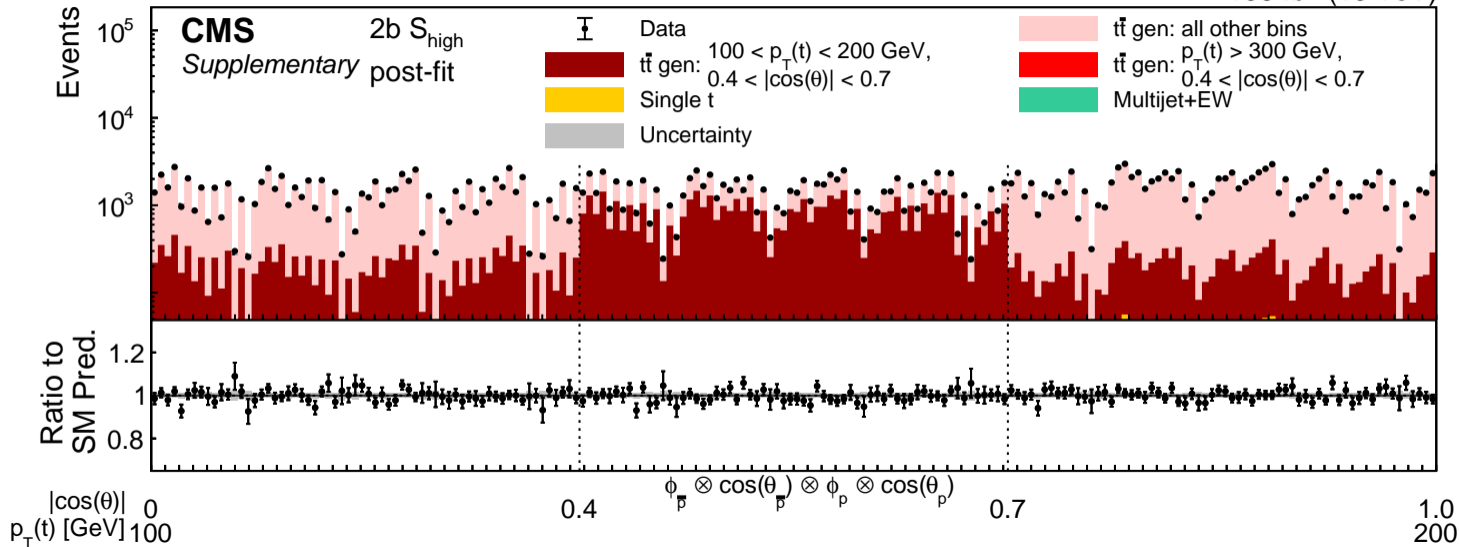 CMS
Supplementary
2b S_high
post-fit
Data
tt̄ gen: 100 < p_T(t) < 200 GeV,
0.4 < |cos(θ)| < 0.7
Single t
Uncertainty
tt̄ gen: all other bins
tt̄ gen: p_T(t) > 300 GeV,
0.4 < |cos(θ)| < 0.7
Multijet+EW
Events
10^5
10^4
10^3
Ratio to
SM Pred.
1.2
1
0.8
ϕ_p̄ ⊗ cos(θ_p̄) ⊗ ϕ_p ⊗ cos(θ_p)
|cos(θ)| 0 0.4 0.7 1.0
p_T(t) [GeV] 100 200